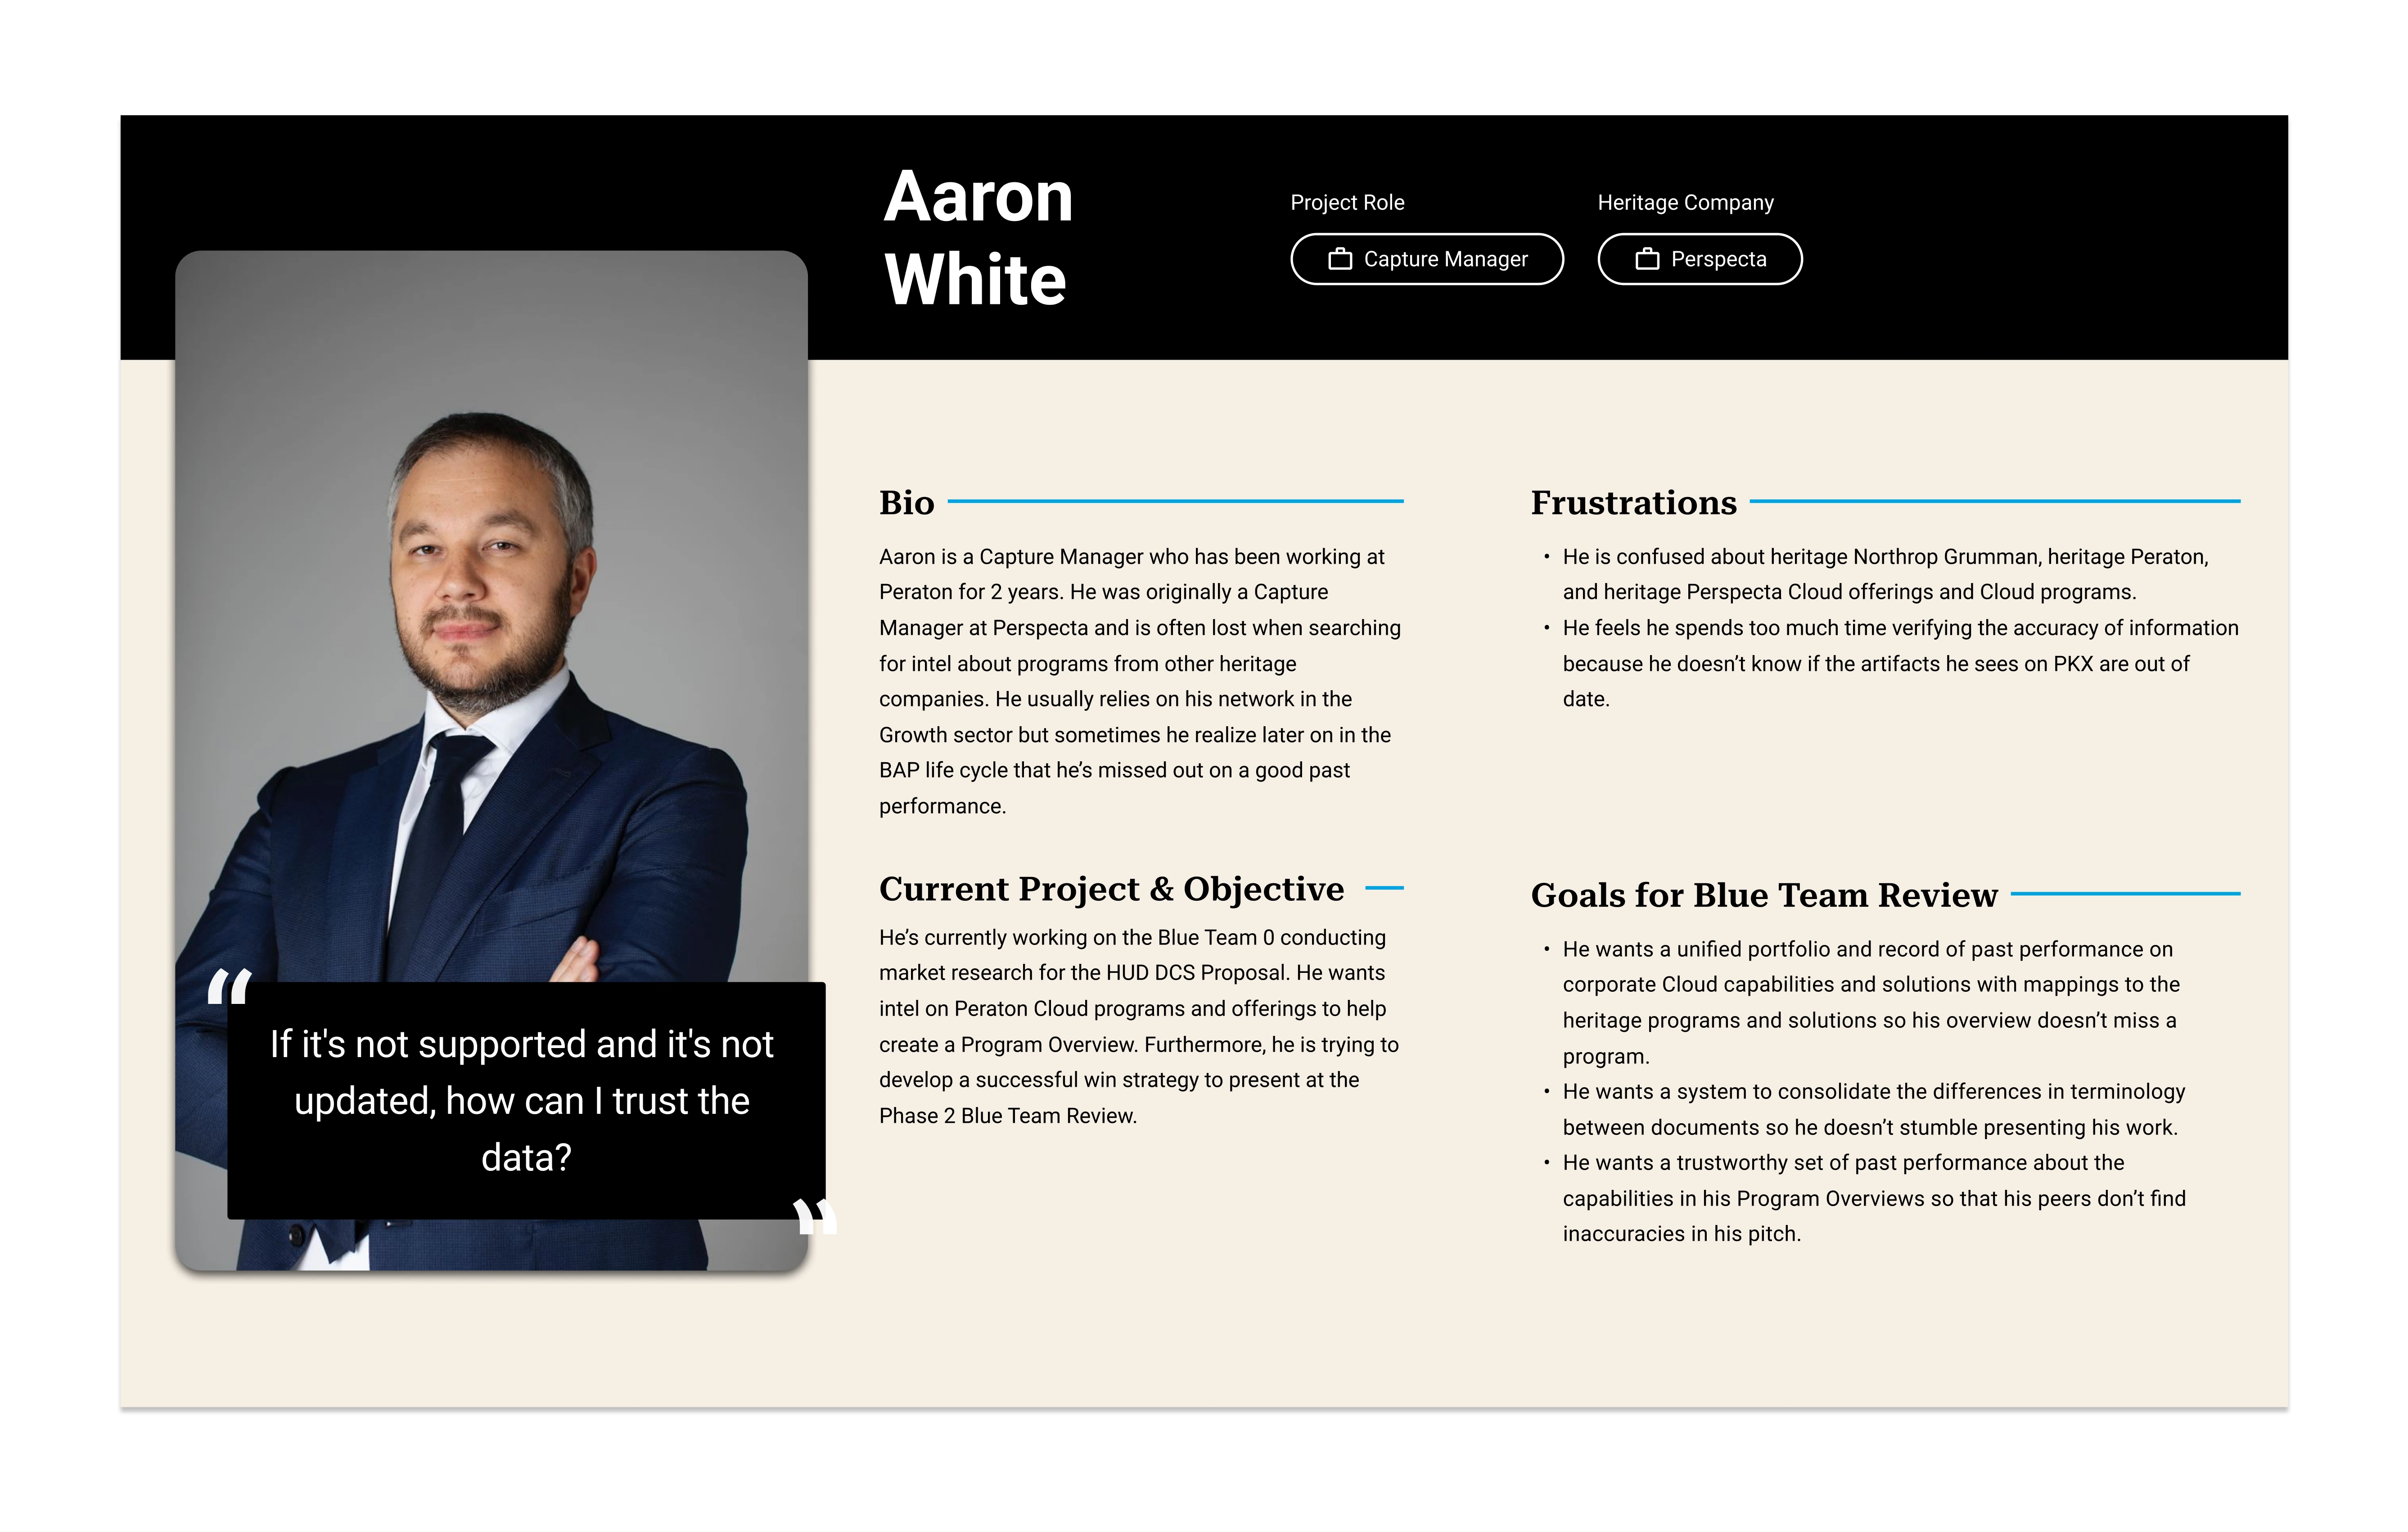 Aaron
White
Project Role
Capture Manager
Heritage Company
Perspecta
“
If it's not supported and it's not
updated, how can I trust the
data?
”
Bio
Aaron is a Capture Manager who has been working at
Peraton for 2 years. He was originally a Capture
Manager at Perspecta and is often lost when searching
for intel about programs from other heritage
companies. He usually relies on his network in the
Growth sector but sometimes he realize later on in the
BAP life cycle that he’s missed out on a good past
performance.
Current Project & Objective
He’s currently working on the Blue Team 0 conducting
market research for the HUD DCS Proposal. He wants
intel on Peraton Cloud programs and offerings to help
create a Program Overview. Furthermore, he is trying to
develop a successful win strategy to present at the
Phase 2 Blue Team Review.
Frustrations
• He is confused about heritage Northrop Grumman, heritage Peraton,
and heritage Perspecta Cloud offerings and Cloud programs.
• He feels he spends too much time verifying the accuracy of information
because he doesn’t know if the artifacts he sees on PKX are out of
date.
Goals for Blue Team Review
• He wants a unified portfolio and record of past performance on
corporate Cloud capabilities and solutions with mappings to the
heritage programs and solutions so his overview doesn’t miss a
program.
• He wants a system to consolidate the differences in terminology
between documents so he doesn’t stumble presenting his work.
• He wants a trustworthy set of past performance about the
capabilities in his Program Overviews so that his peers don’t find
inaccuracies in his pitch.